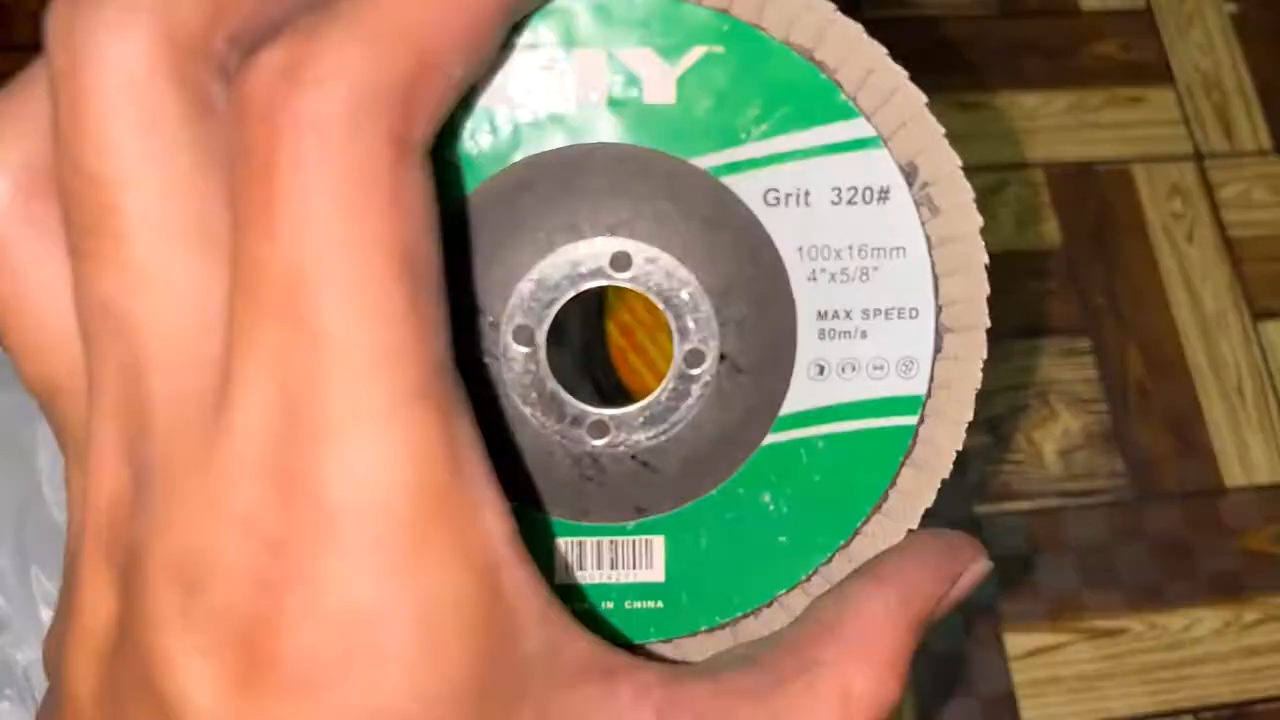 Grit 320#
100x16mm
4"x5/8"
MAX SPEED
80m/s
IN CHINA